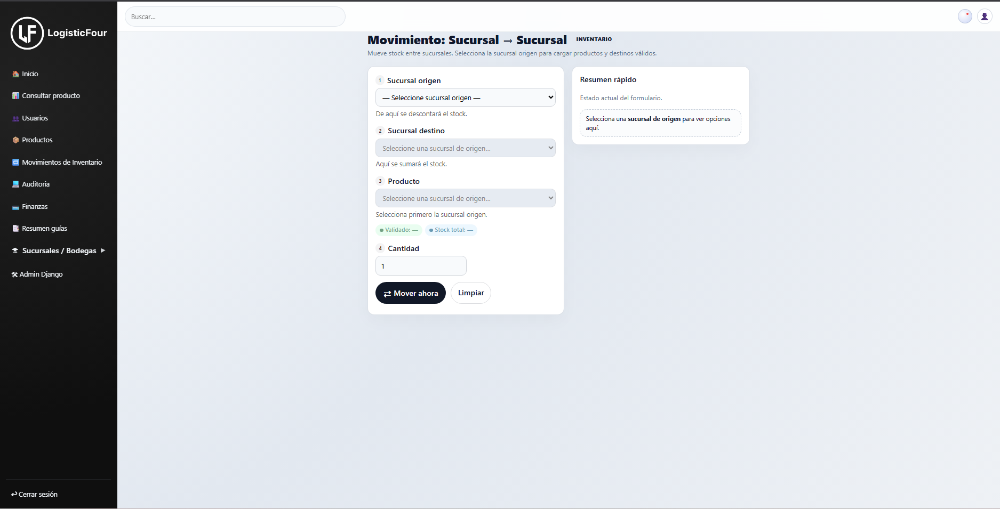 LogisticFour
Inicio
Consultar producto
Usuarios
Productos
Movimientos de Inventario
Auditoria
Finanzas
Resumen guías
Sucursales / Bodegas ▶
Admin Django
Cerrar sesión
Buscar...
Movimiento: Sucursal → Sucursal INVENTARIO
Mueve stock entre sucursales. Selecciona la sucursal origen para cargar productos y destinos válidos.
1 Sucursal origen
— Seleccione sucursal origen —
De aquí se descontará el stock.
2 Sucursal destino
Seleccione una sucursal de origen...
Aquí se sumará el stock.
3 Producto
Seleccione una sucursal de origen...
Selecciona primero la sucursal origen.
Validado: — Stock total: —
4 Cantidad
1
⇄ Mover ahora Limpiar
Resumen rápido
Estado actual del formulario.
Selecciona una sucursal de origen para ver opciones
aquí.